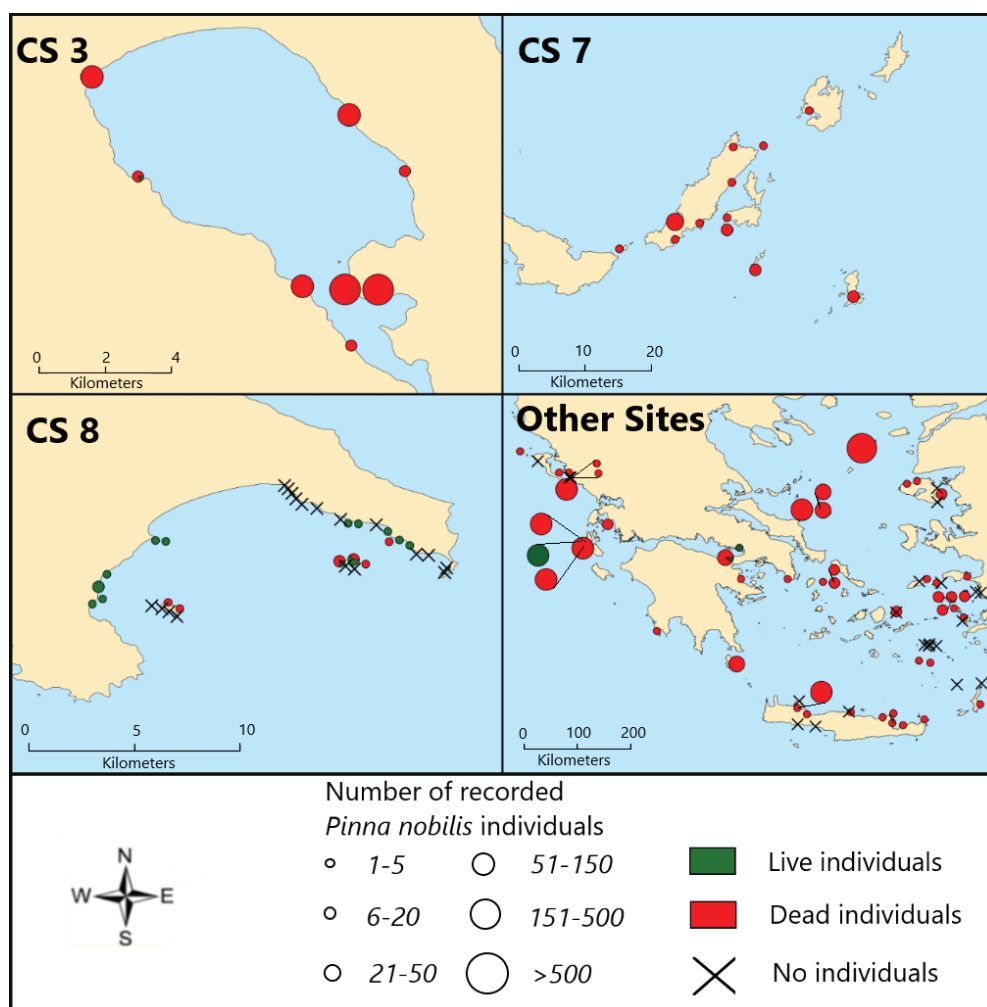 CS 3
0 2 4
Kilometers
CS 7
0 10 20
Kilometers
CS 8
0 5 10
Kilometers
Other Sites
0 100 200
Kilometers
N
W E
S
Number of recorded
Pinna nobilis individuals
1-5
6-20
21-50
51-150
151-500
>500
Live individuals
Dead individuals
No individuals